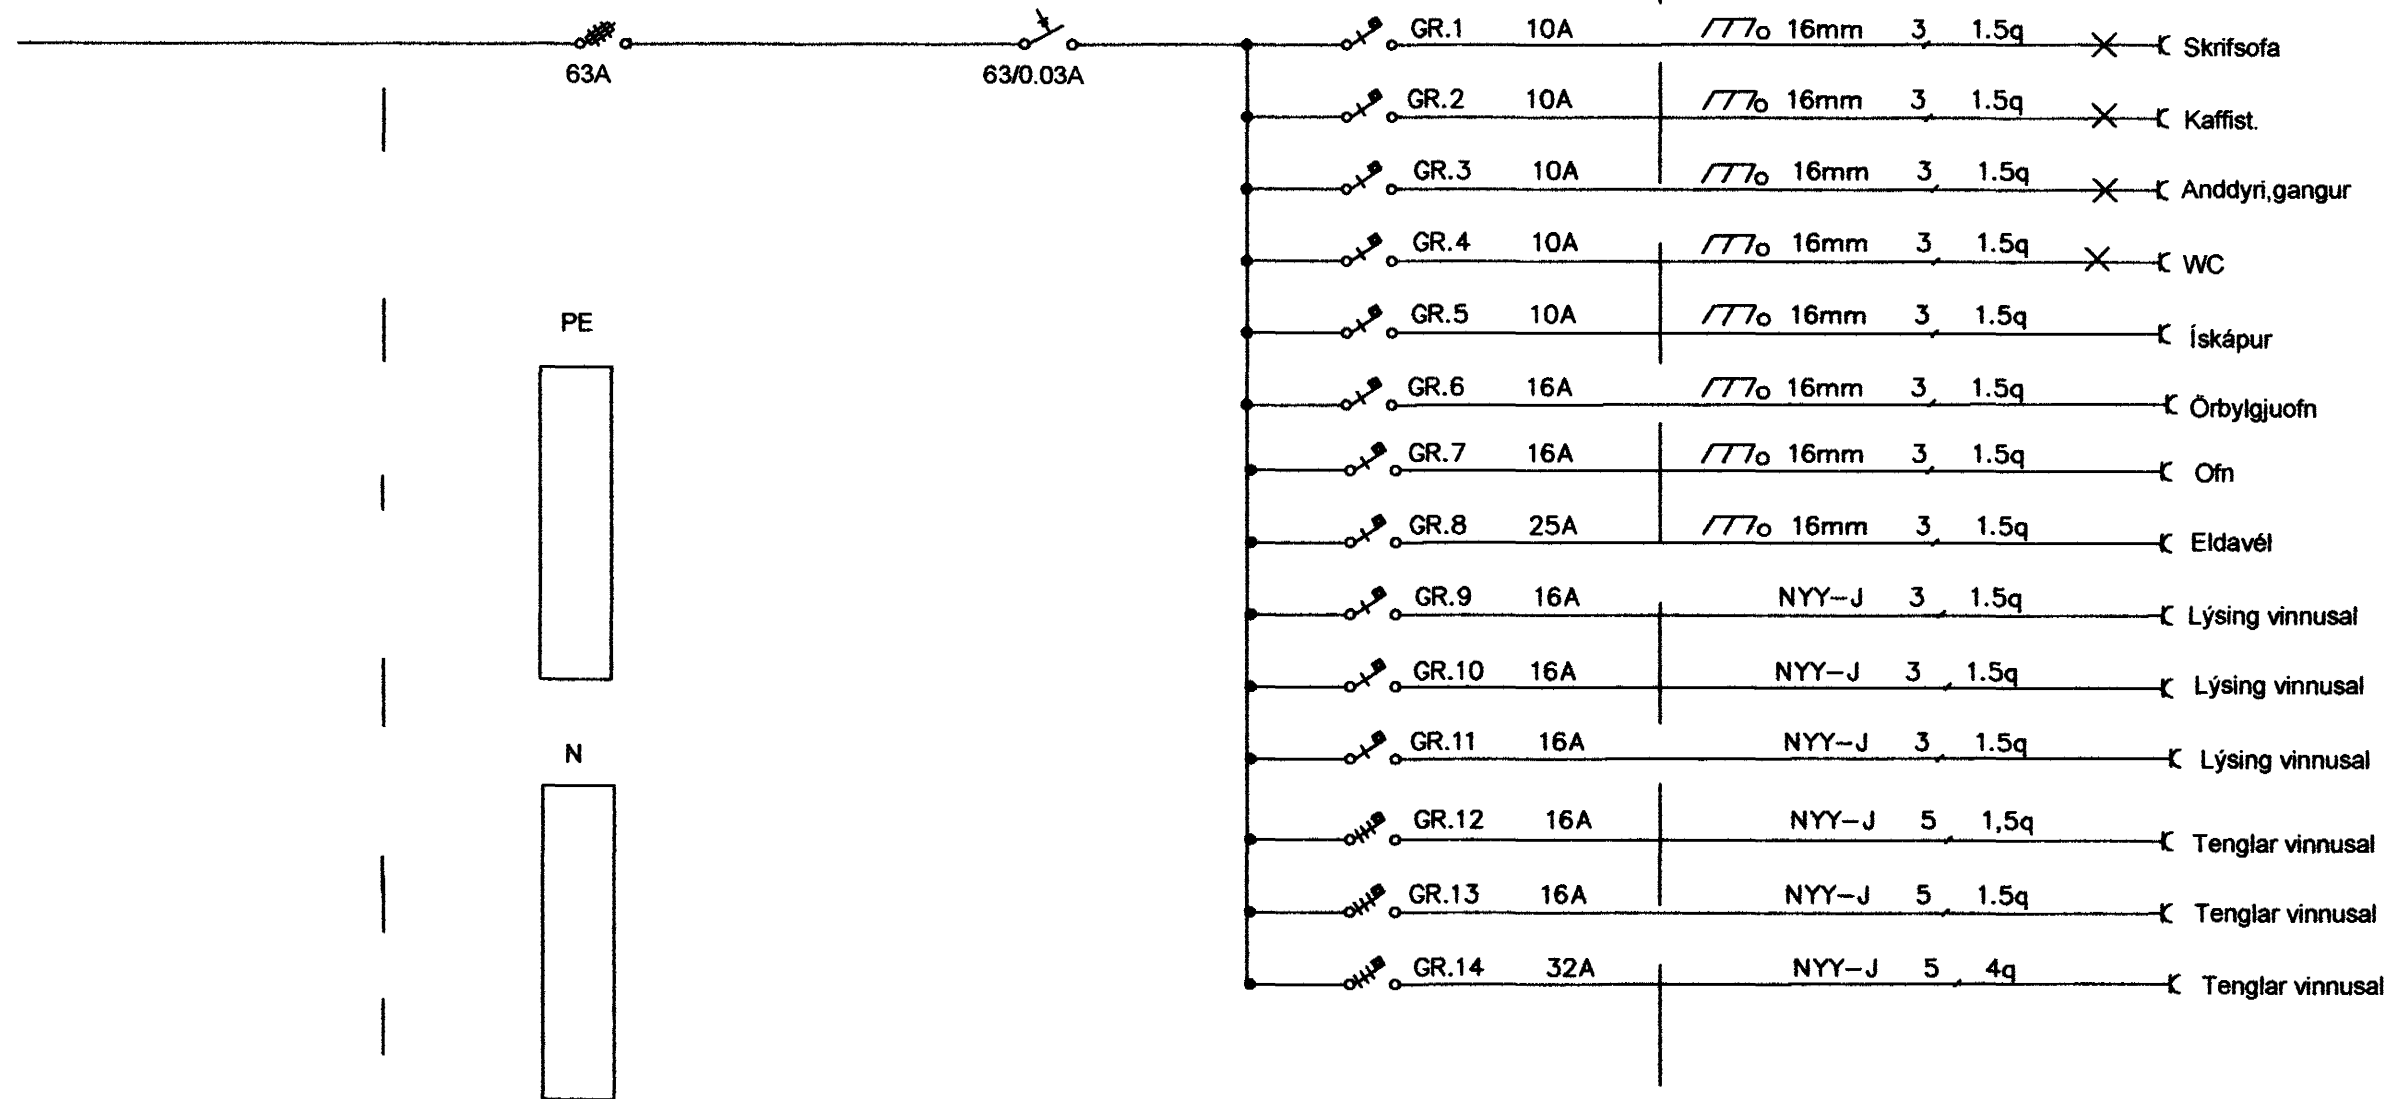 63A
63/0.03A
GR.1 10A 16mm 3 1.5q Skrifsofa
GR.2 10A 16mm 3 1.5q Kaffist.
GR.3 10A 16mm 3 1.5q Anddyri,gangur
GR.4 10A 16mm 3 1.5q WC
GR.5 10A 16mm 3 1.5q Ískápur
GR.6 16A 16mm 3 1.5q Örbylgjuofn
GR.7 16A 16mm 3 1.5q Ofn
GR.8 25A 16mm 3 1.5q Eldavél
GR.9 16A NYY-J 3 1.5q Lýsing vinnusal
GR.10 16A NYY-J 3 1.5q Lýsing vinnusal
GR.11 16A NYY-J 3 1.5q Lýsing vinnusal
GR.12 16A NYY-J 5 1,5q Tenglar vinnusal
GR.13 16A NYY-J 5 1.5q Tenglar vinnusal
GR.14 32A NYY-J 5 4q Tenglar vinnusal
PE
N